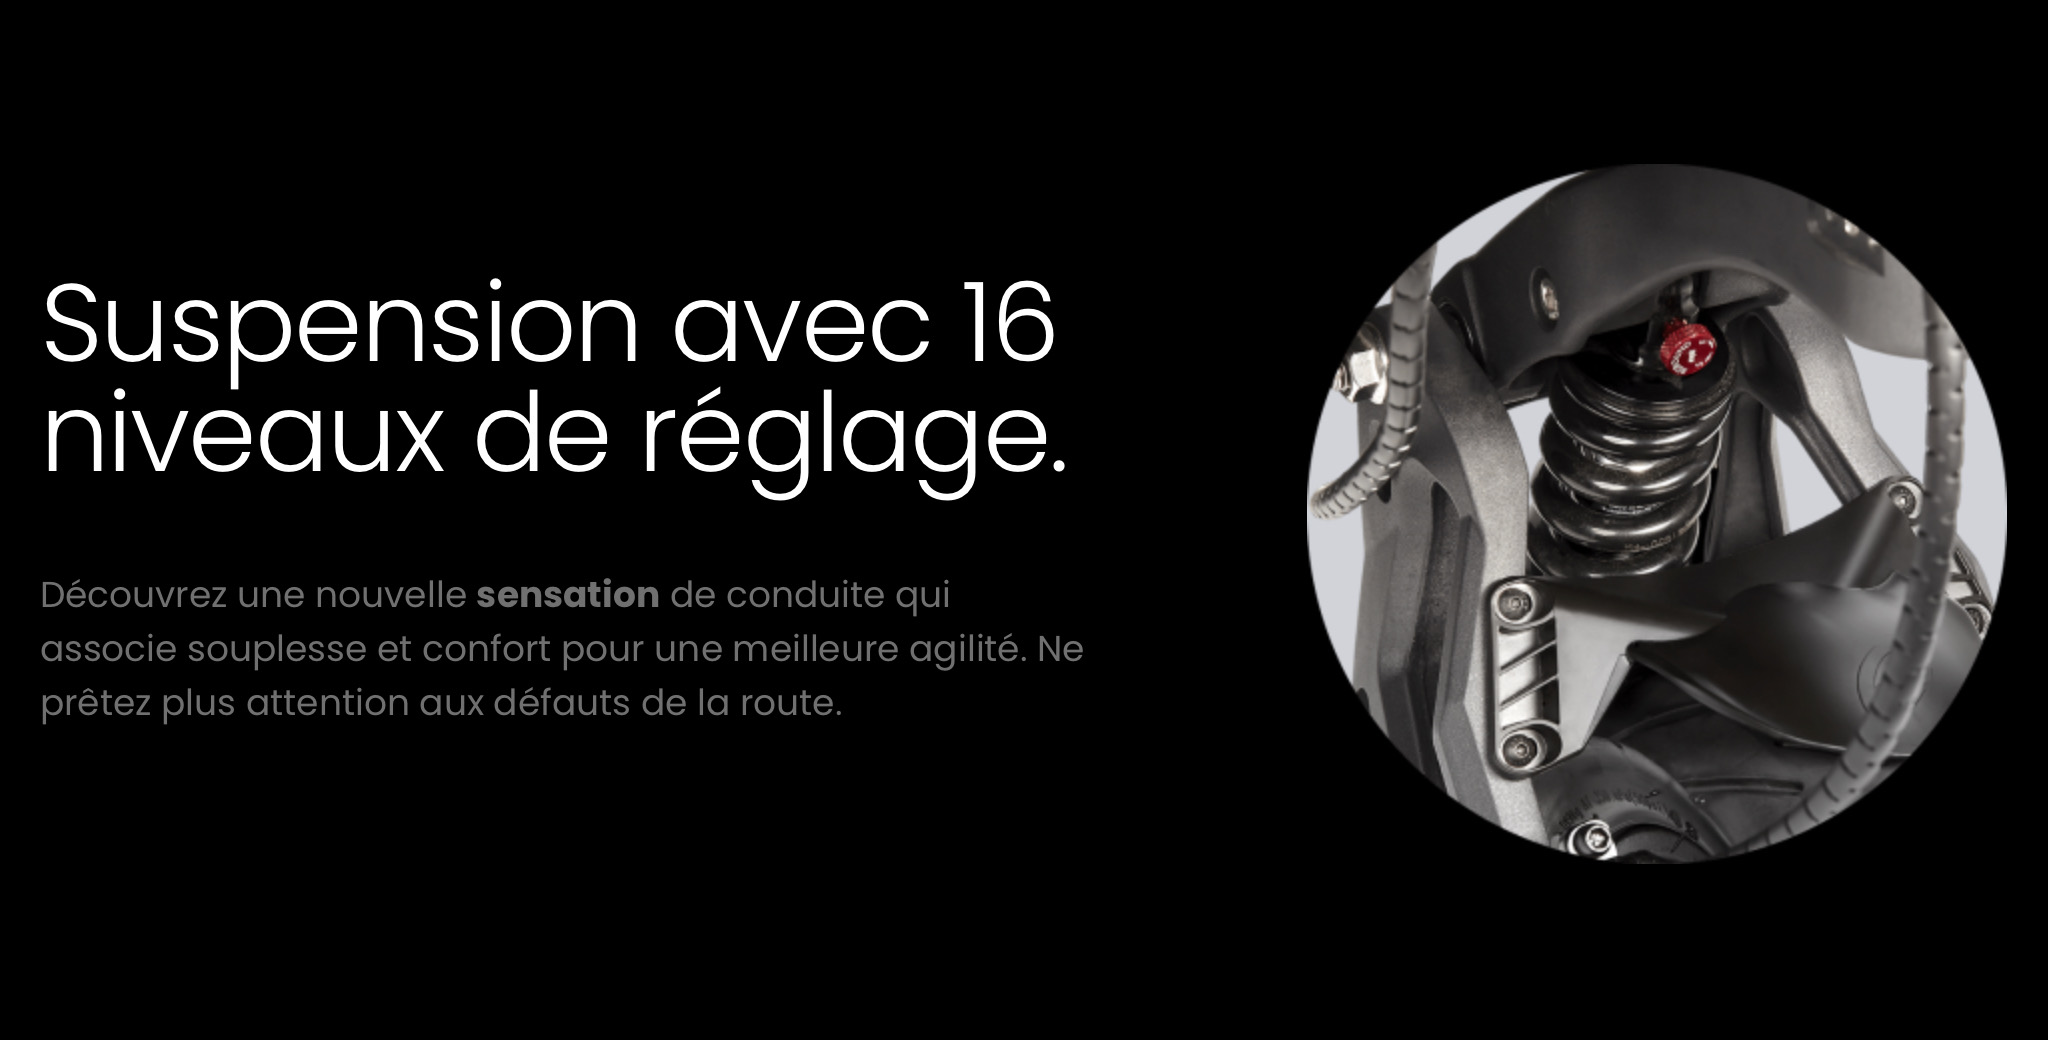 Suspension avec 16
niveaux de réglage.
Découvrez une nouvelle sensation de conduite qui
associe souplesse et confort pour une meilleure agilité. Ne
prêtez plus attention aux défauts de la route.